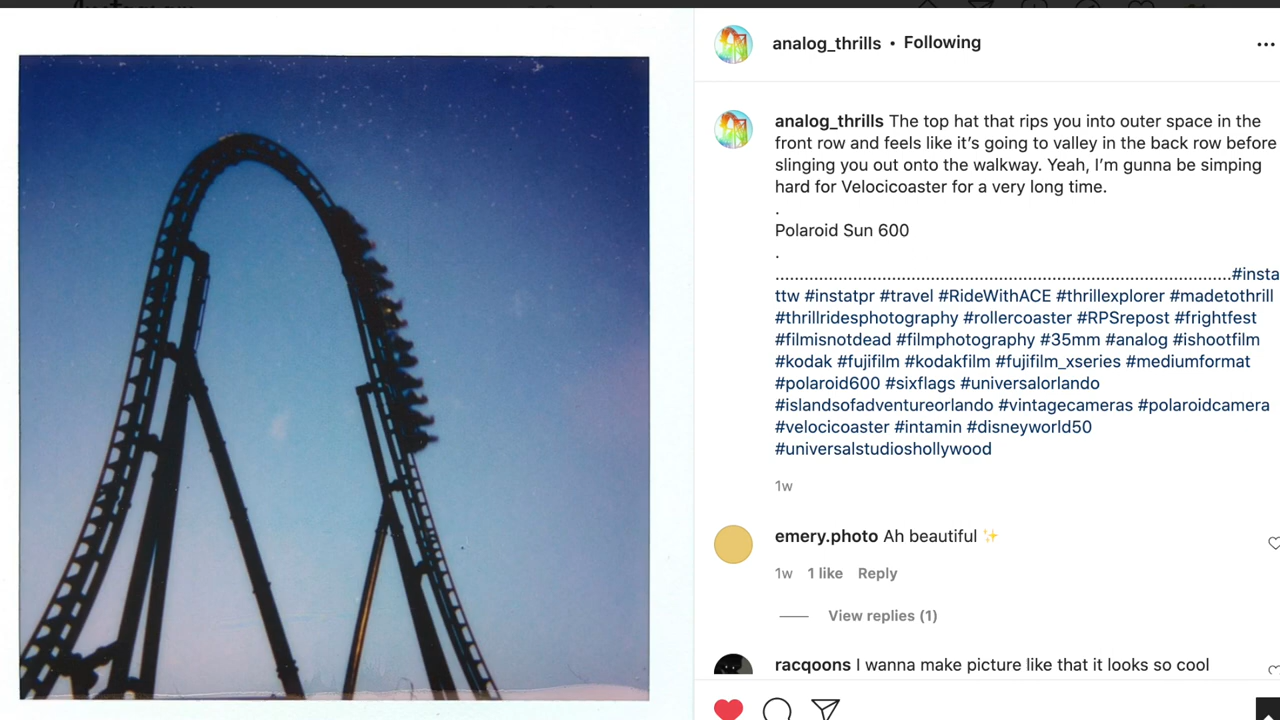 analog_thrills • Following
analog_thrills The top hat that rips you into outer space in the
front row and feels like it’s going to valley in the back row before
slinging you out onto the walkway. Yeah, I’m gunna be simping
hard for Velocicoaster for a very long time.
.
Polaroid Sun 600
.
.............................................................................................#insta
ttw #instatpr #travel #RideWithACE #thrillexplorer #madetothrill
#thrillridesphotography #rollercoaster #RPSrepost #frightfest
#filmisnotdead #filmphotography #35mm #analog #ishootfilm
#kodak #fujifilm #kodakfilm #fujifilm_xseries #mediumformat
#polaroid600 #sixflags #universalorlando
#islandsofadventureorlando #vintagecameras #polaroidcamera
#velocicoaster #intamin #disneyworld50
#universalstudioshollywood
1w
emery.photo Ah beautiful ✨
1w 1 like Reply
View replies (1)
racqoons I wanna make picture like that it looks so cool